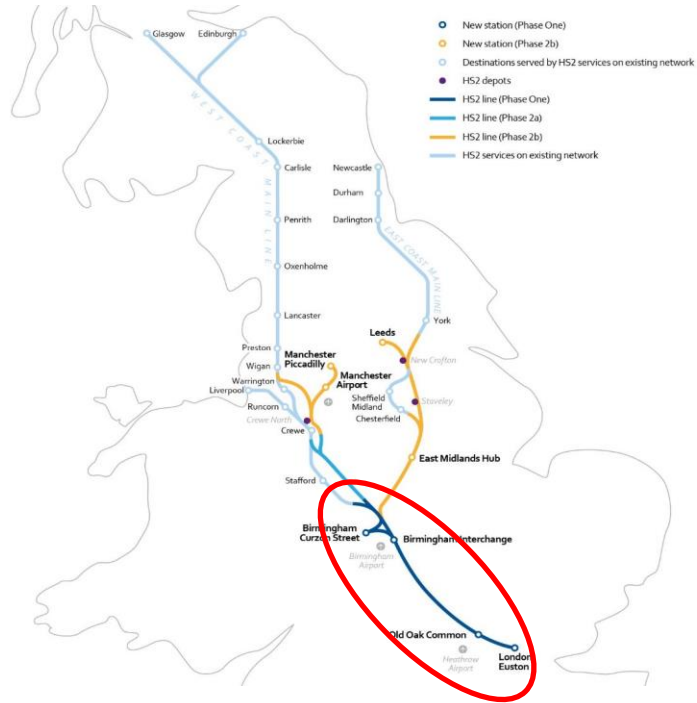 Glasgow
Edinburgh
New station (Phase One)
New station (Phase 2b)
Destinations served by HS2 services on existing network
HS2 depots
HS2 line (Phase One)
HS2 line (Phase 2a)
HS2 line (Phase 2b)
HS2 services on existing network
WEST COAST MAIN LINE
Lockerbie
Carlisle
Newcastle
Durham
Penrith
Darlington
EAST COAST MAIN LINE
Oxenholme
Lancaster
York
Leeds
Preston
Manchester
Piccadilly
New Crofton
Wigan
Manchester
Airport
Warrington
Liverpool
Sheffield
Midland
Staveley
Runcorn
Crewe North
Chesterfield
Crewe
East Midlands Hub
Stafford
Birmingham
Curzon Street
Birmingham Interchange
Birmingham
Airport
Old Oak Common
London
Euston
Heathrow
Airport